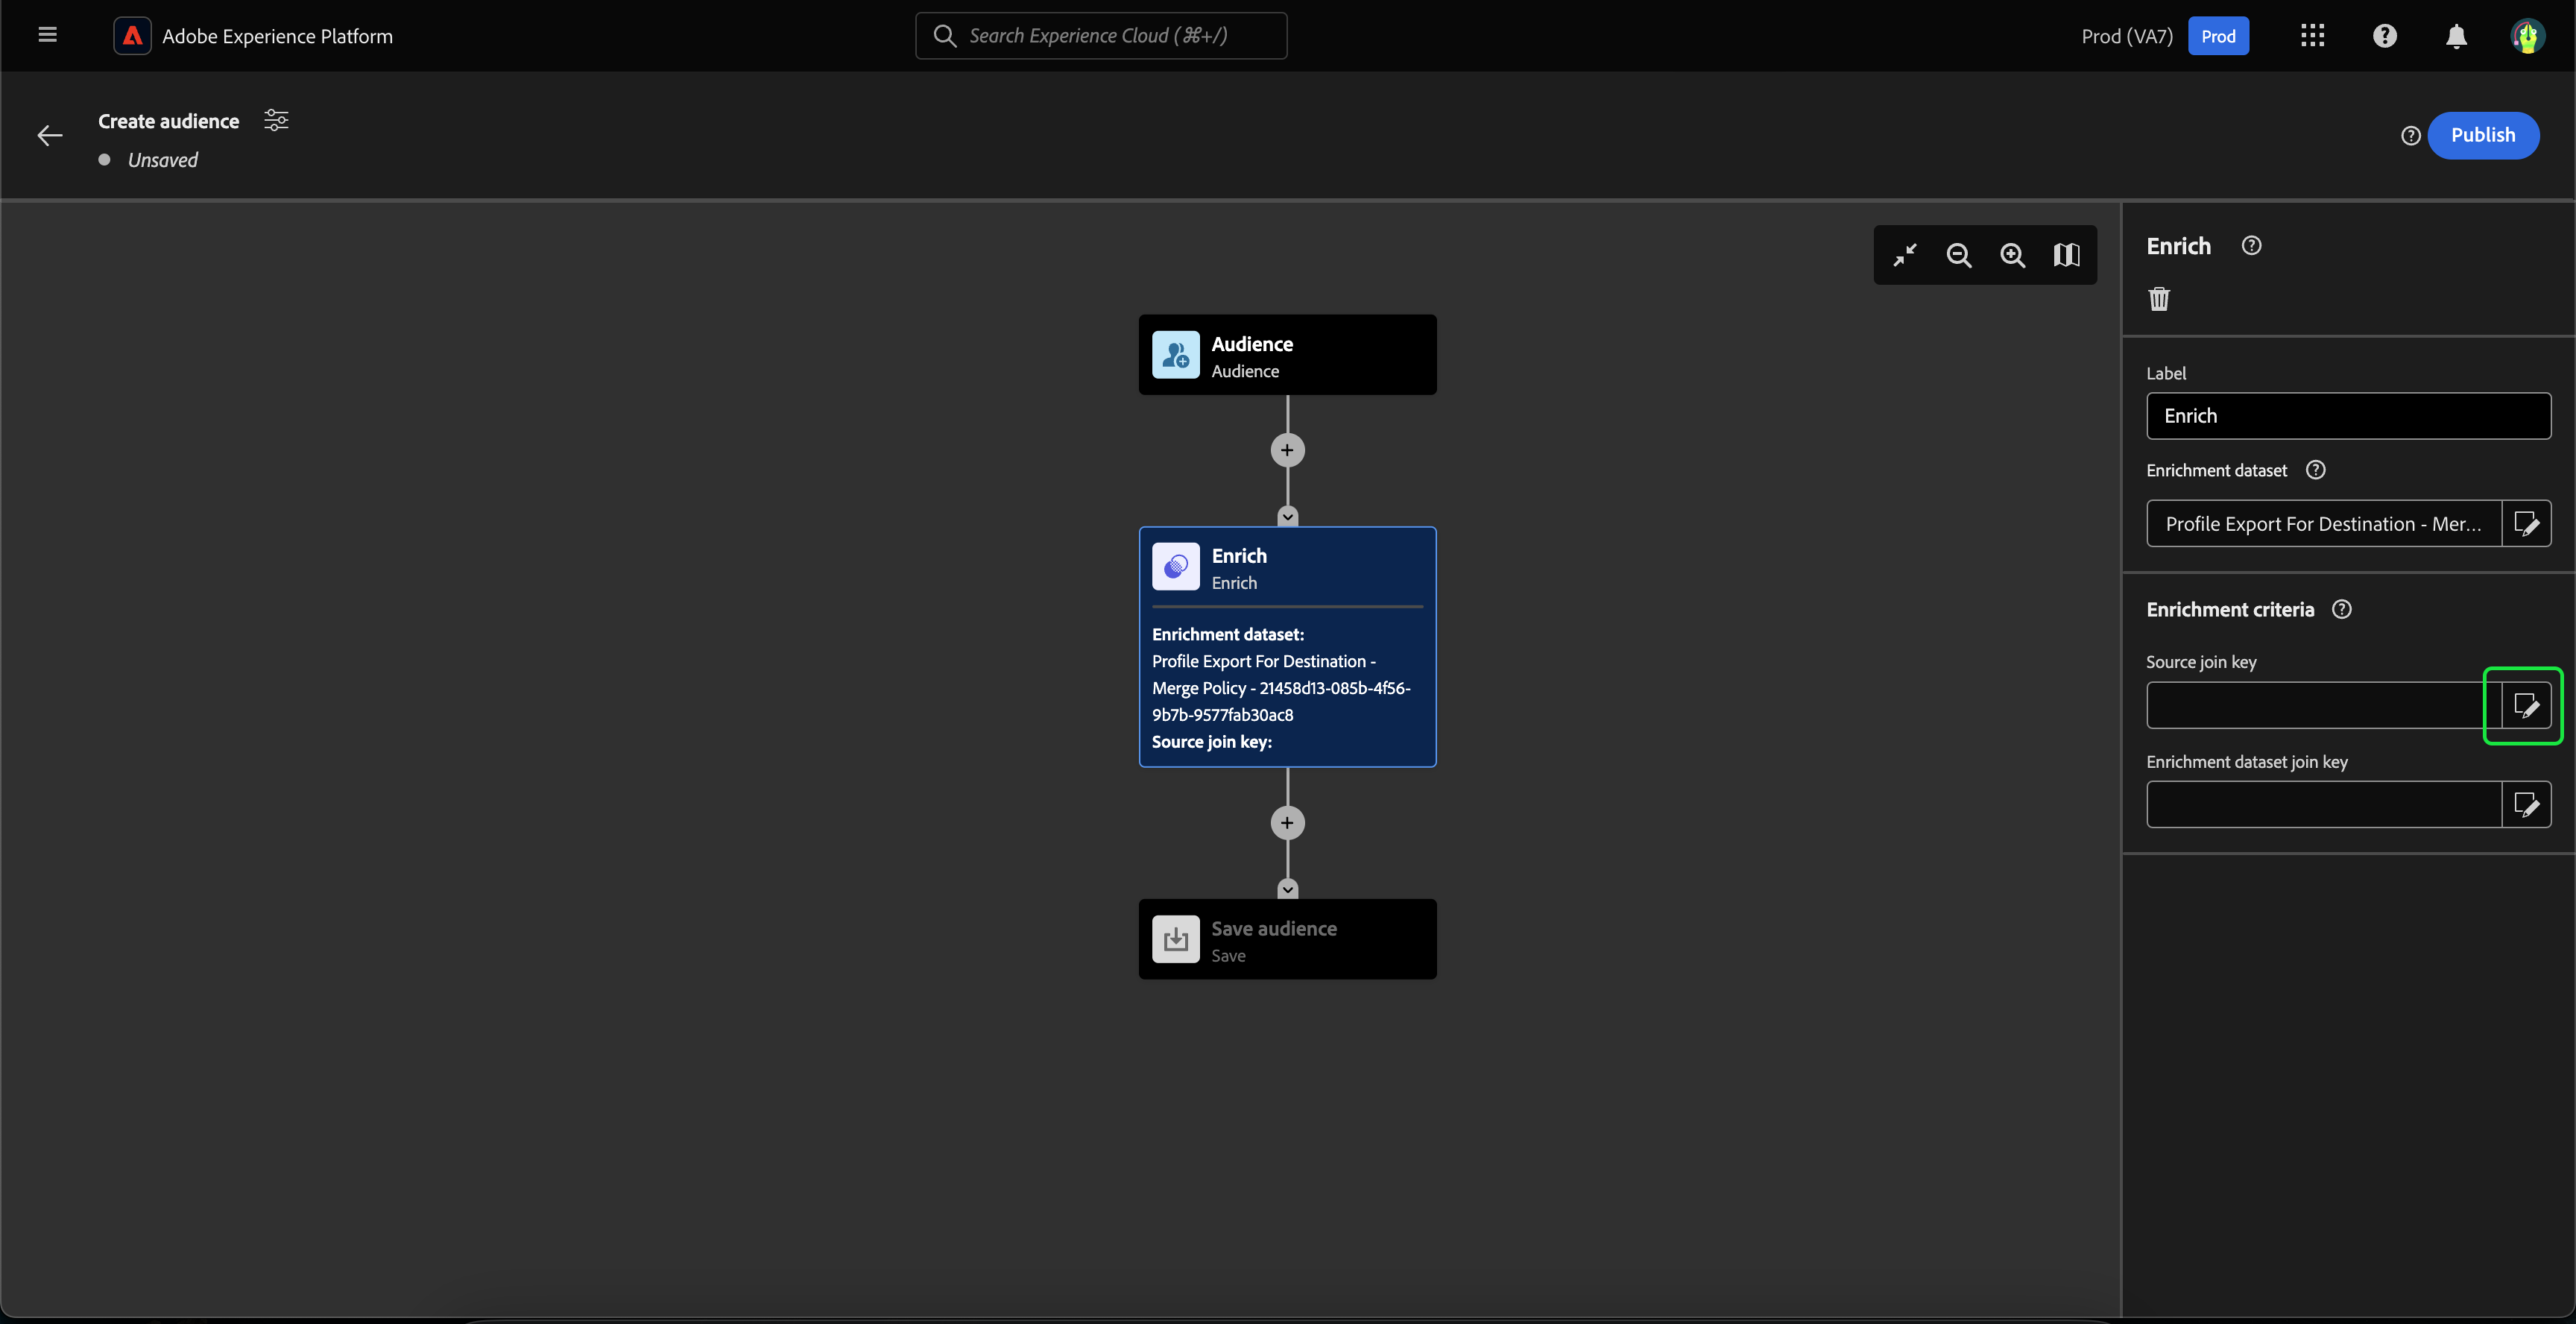 Adobe Experience Platform
Search Experience Cloud (⌘+/)
Prod (VA7)
Prod
Create audience
Unsaved
Publish
Audience
Audience
Enrich
Enrich
Enrichment dataset:
Profile Export For Destination -
Merge Policy - 21458d13-085b-4f56-
9b7b-9577fab30ac8
Source join key:
Save audience
Save
Enrich
Label
Enrich
Enrichment dataset
Profile Export For Destination - Mer...
Enrichment criteria
Source join key
Enrichment dataset join key